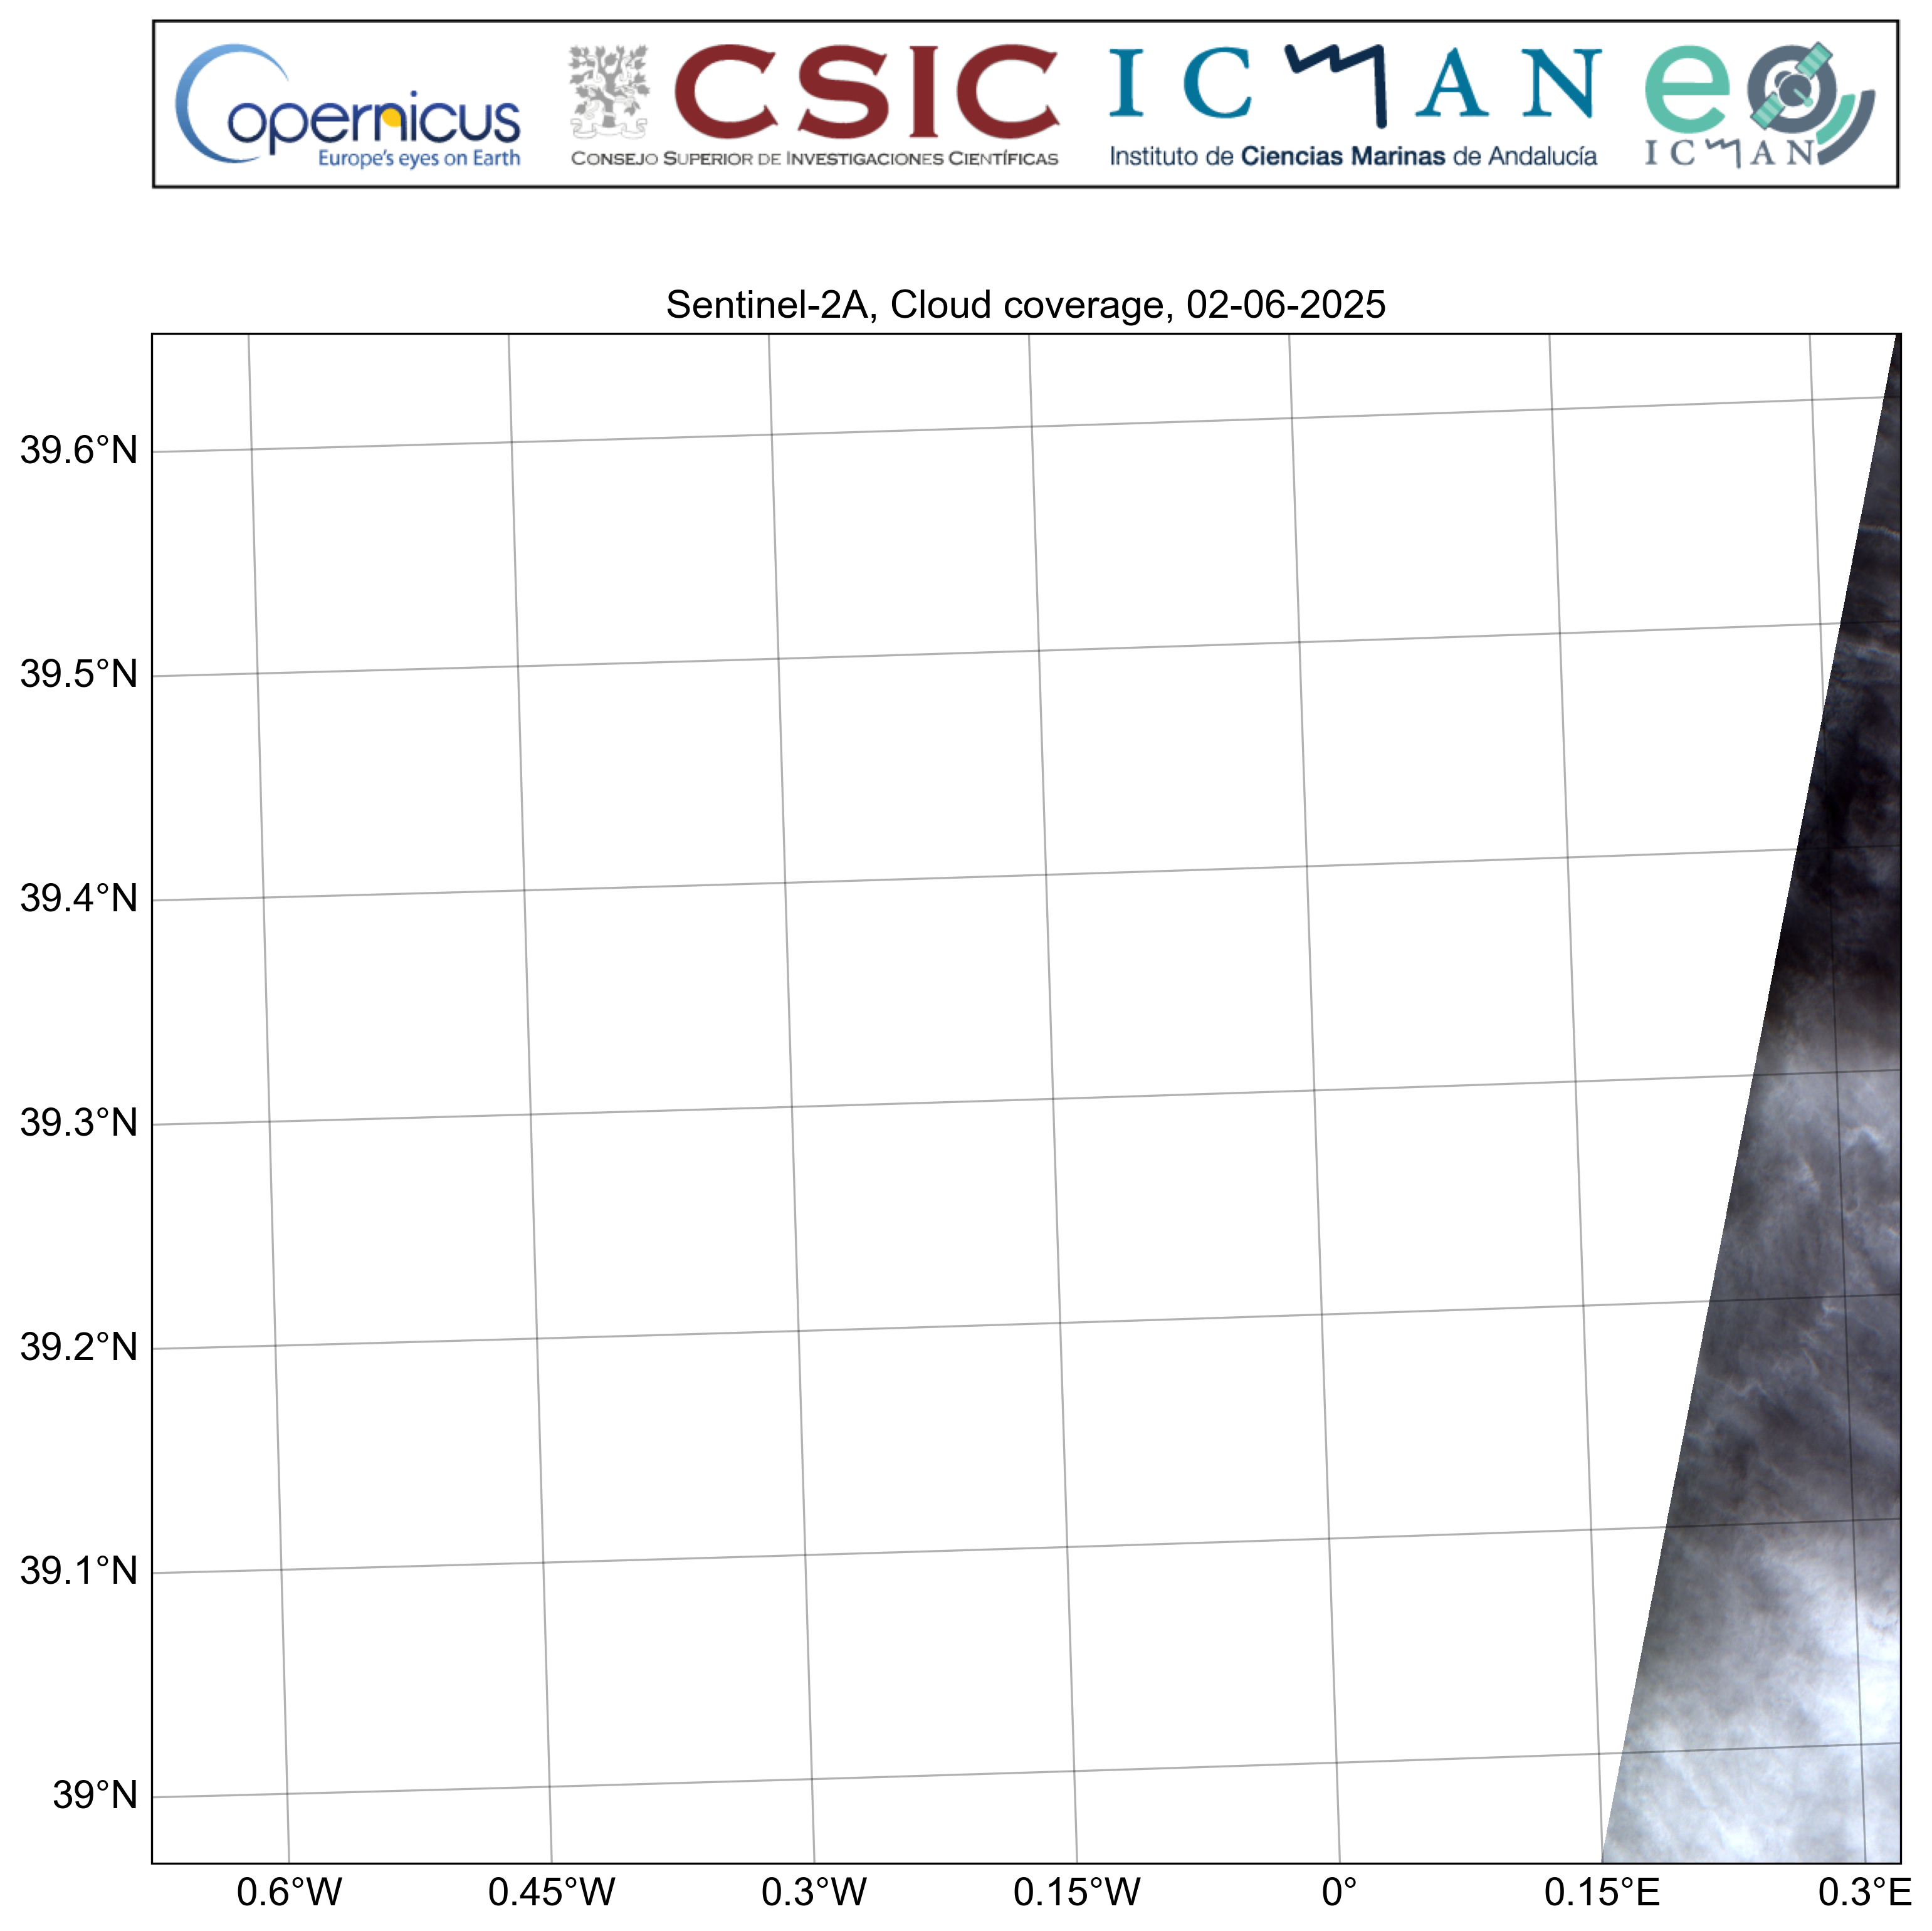 Copernicus
Europe's eyes on Earth
CSIC
CONSEJO SUPERIOR DE INVESTIGACIONES CIENTÍFICAS
ICMAN
Instituto de Ciencias Marinas de Andalucía
eo
ICMAN
Sentinel-2A, Cloud coverage, 02-06-2025
39.6°N
39.5°N
39.4°N
39.3°N
39.2°N
39.1°N
39°N
0.6°W 0.45°W 0.3°W 0.15°W 0° 0.15°E 0.3°E